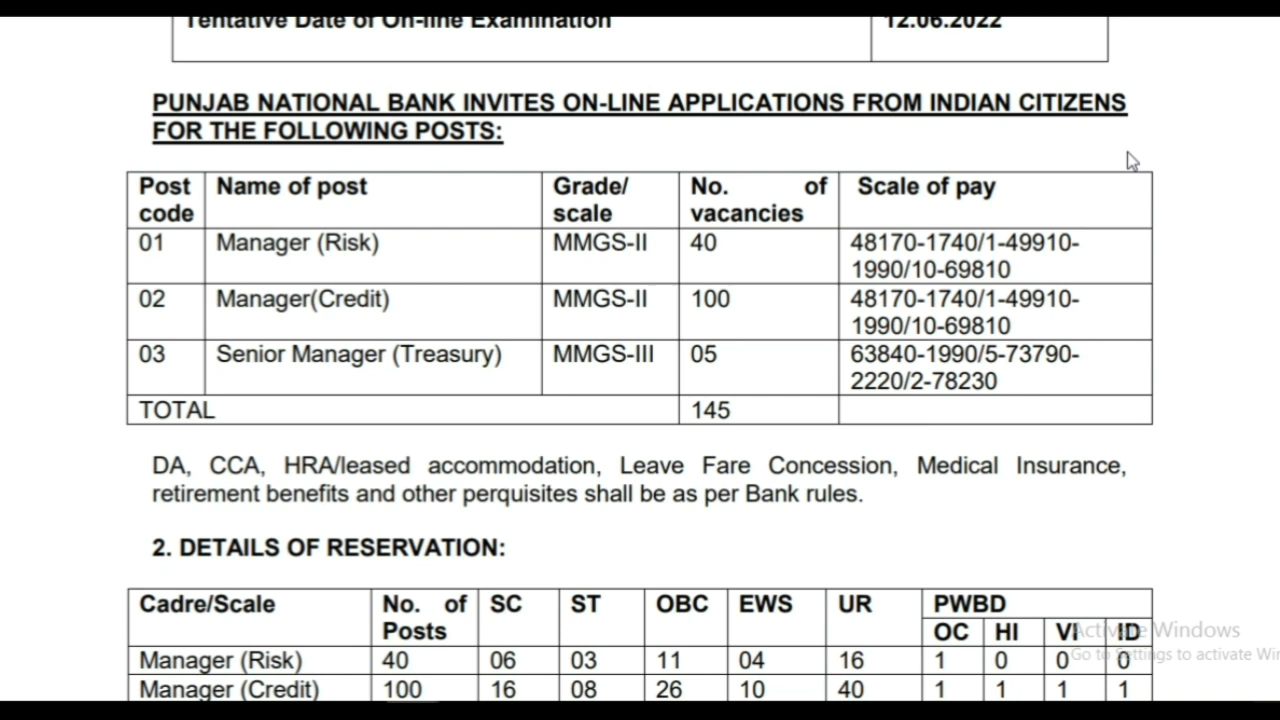 Tentative Date of On-line Examination 12.06.2022
PUNJAB NATIONAL BANK INVITES ON-LINE APPLICATIONS FROM INDIAN CITIZENS
FOR THE FOLLOWING POSTS:
Post code Name of post Grade/ scale No. of vacancies Scale of pay
01 Manager (Risk) MMGS-II 40 48170-1740/1-49910-
1990/10-69810
02 Manager(Credit) MMGS-II 100 48170-1740/1-49910-
1990/10-69810
03 Senior Manager (Treasury) MMGS-III 05 63840-1990/5-73790-
2220/2-78230
TOTAL 145
DA, CCA, HRA/leased accommodation, Leave Fare Concession, Medical Insurance,
retirement benefits and other perquisites shall be as per Bank rules.
2. DETAILS OF RESERVATION:
Cadre/Scale No. of Posts SC ST OBC EWS UR PWBD
OC HI VI ID
Manager (Risk) 40 06 03 11 04 16 1 0 0 0
Manager (Credit) 100 16 08 26 10 40 1 1 1 1
Activate Windows
Go to Settings to activate